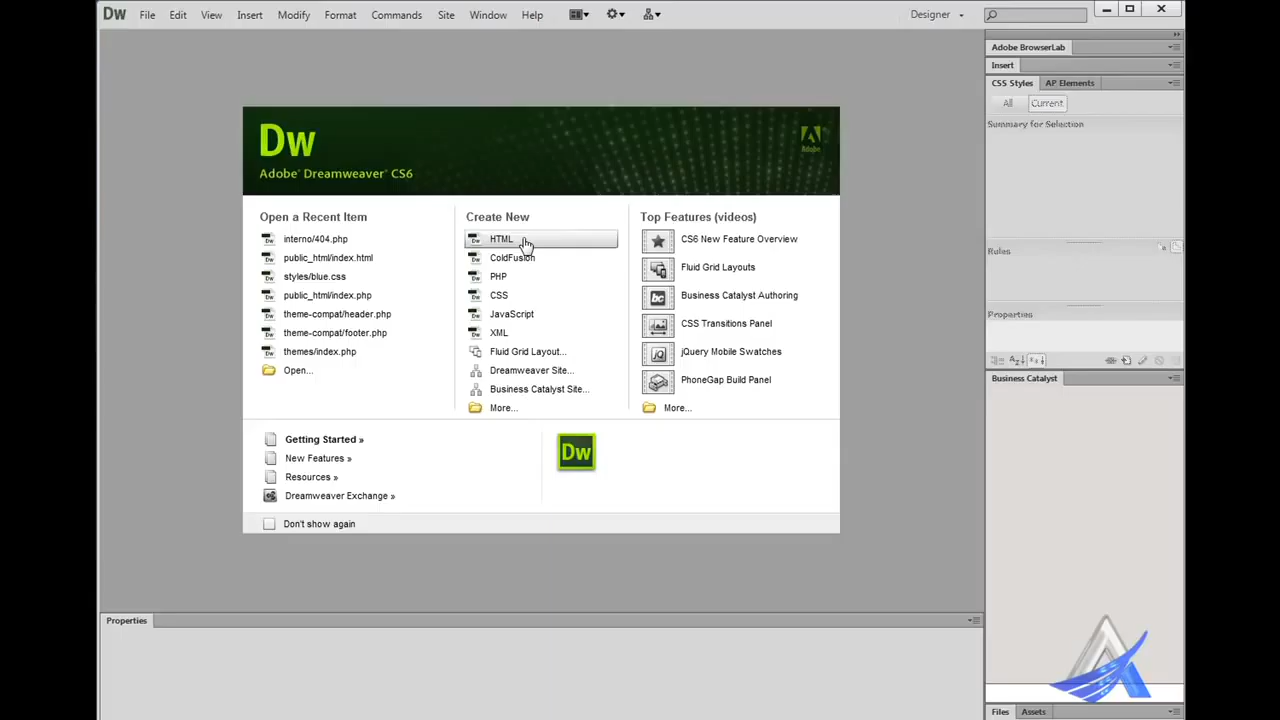 Dw File Edit View Insert Modify Format Commands Site Window Help Designer
Adobe BrowserLab
Insert
CSS Styles AP Elements
All Current
Summary for Selection
Rules
Properties
Business Catalyst
Files Assets
Dw
Adobe® Dreamweaver® CS6
Adobe
Open a Recent Item
interno/404.php
public_html/index.html
styles/blue.css
public_html/index.php
theme-compat/header.php
theme-compat/footer.php
themes/index.php
Open...
Create New
HTML
ColdFusion
PHP
CSS
JavaScript
XML
Fluid Grid Layout...
Dreamweaver Site...
Business Catalyst Site...
More...
Top Features (videos)
CS6 New Feature Overview
Fluid Grid Layouts
Business Catalyst Authoring
CSS Transitions Panel
jQuery Mobile Swatches
PhoneGap Build Panel
More...
Getting Started »
New Features »
Resources »
Dreamweaver Exchange »
Dw
Don't show again
Properties